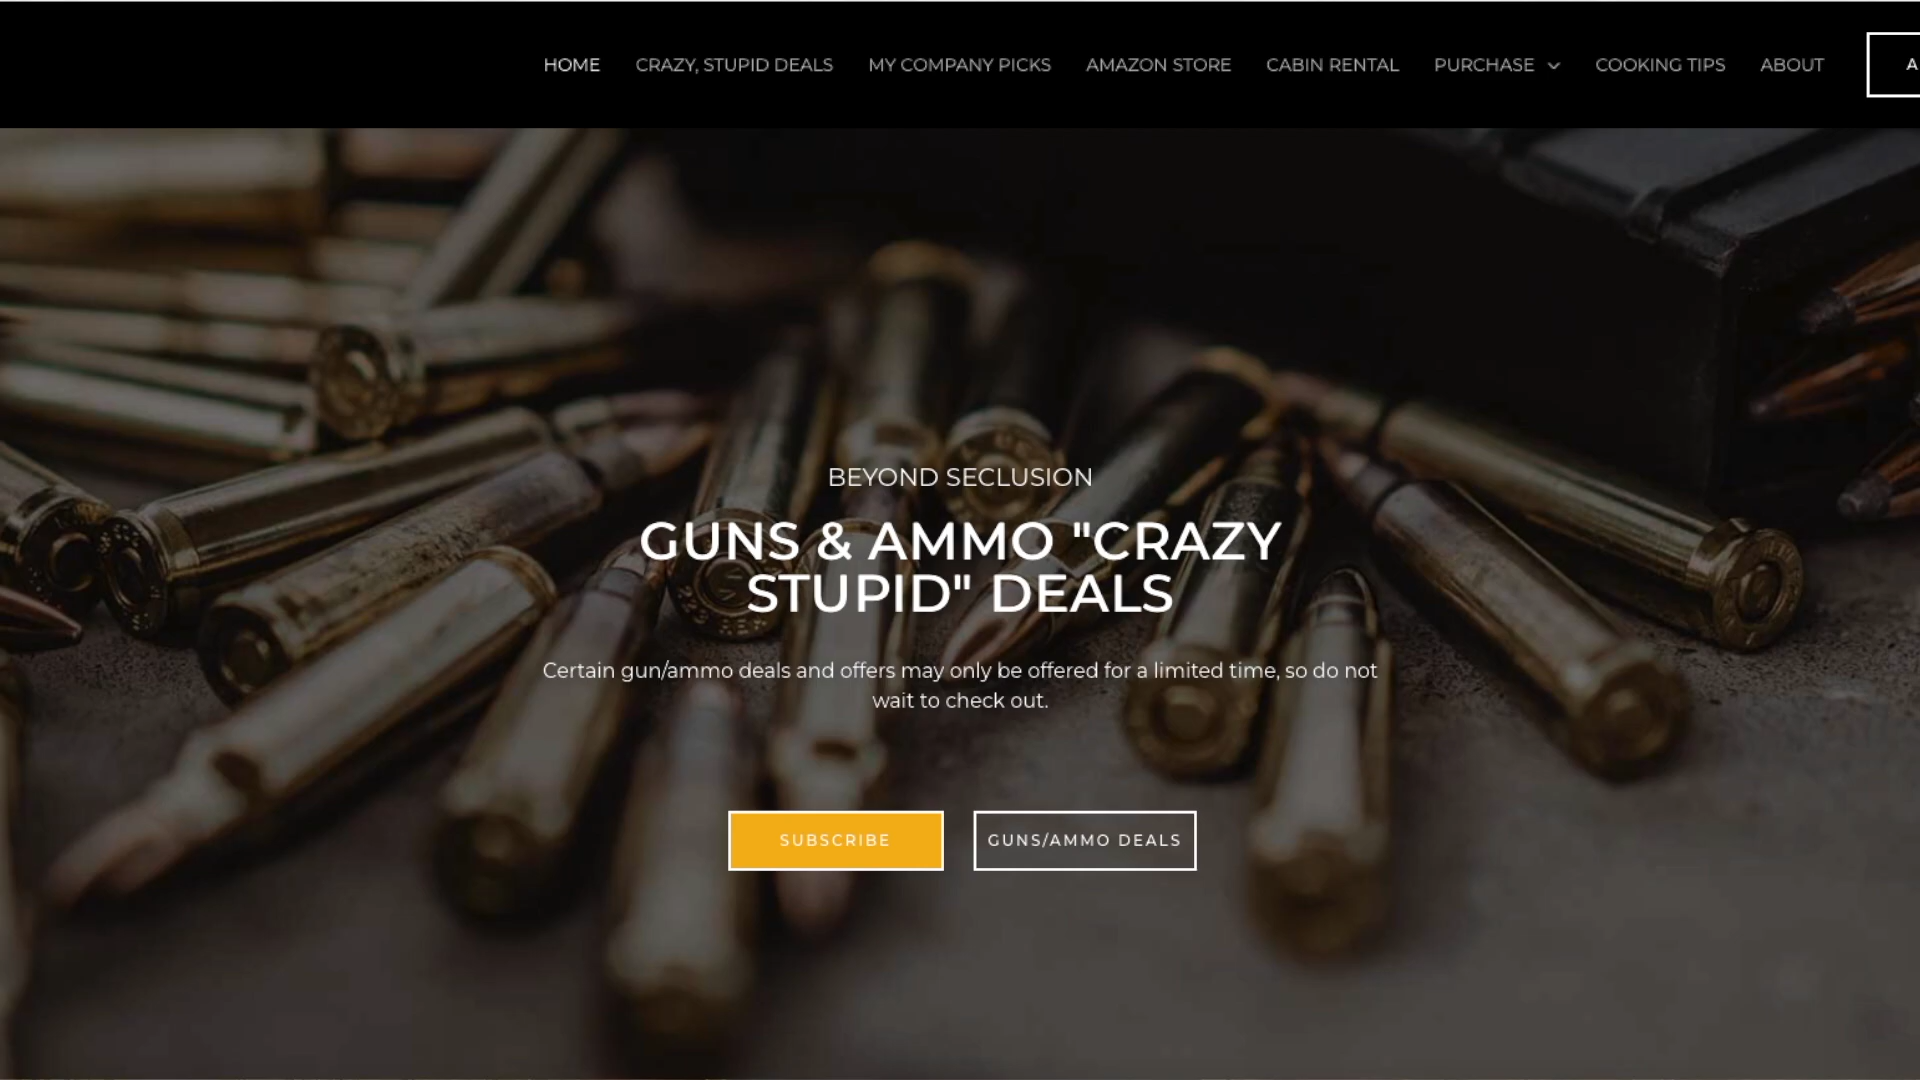 HOME CRAZY, STUPID DEALS MY COMPANY PICKS AMAZON STORE CABIN RENTAL PURCHASE COOKING TIPS ABOUT
BEYOND SECLUSION
GUNS & AMMO "CRAZY
STUPID" DEALS
Certain gun/ammo deals and offers may only be offered for a limited time, so do not
wait to check out.
SUBSCRIBE GUNS/AMMO DEALS